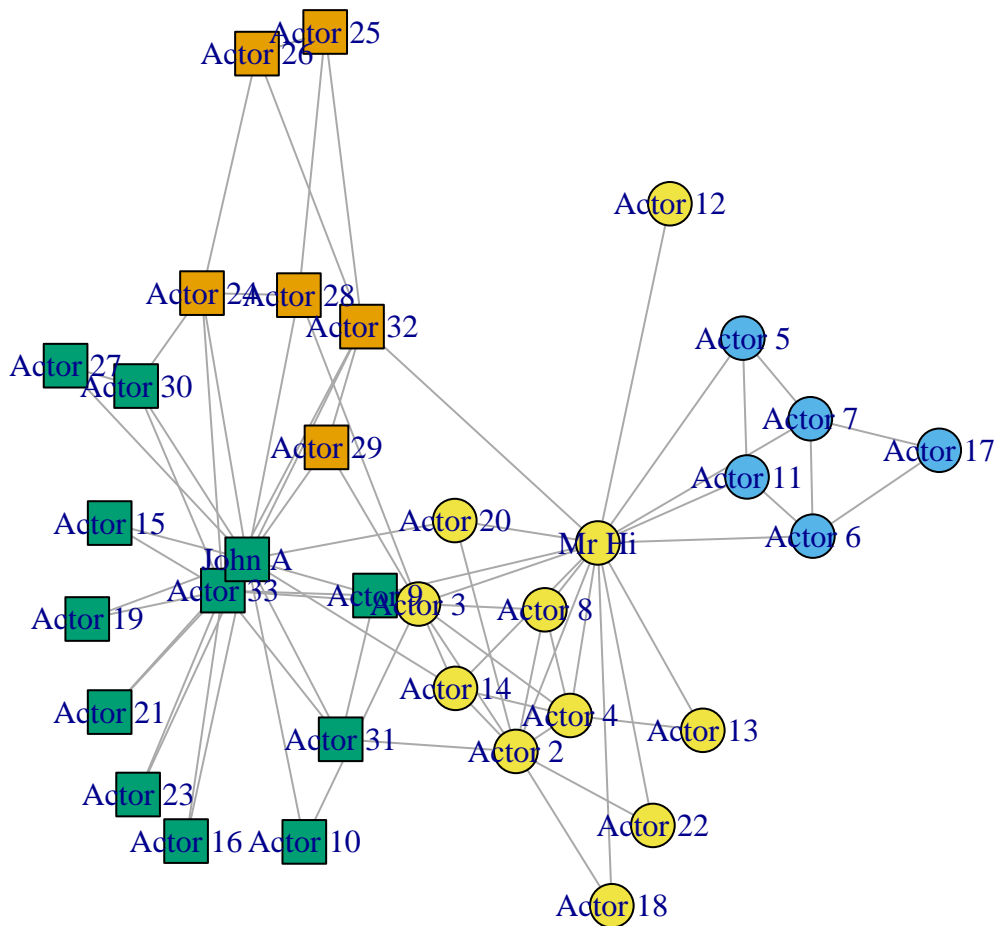 Actor 25
Actor 26
Actor 12
Actor 24
Actor 28
Actor 32
Actor 5
Actor 27
Actor 30
Actor 7
Actor 29
Actor 17
Actor 11
Actor 15
Actor 20
Actor 6
Mr Hi
John A
Actor 33
Actor 9
Actor 3
Actor 8
Actor 19
Actor 14
Actor 21
Actor 4
Actor 13
Actor 31
Actor 2
Actor 23
Actor 22
Actor 16
Actor 10
Actor 18